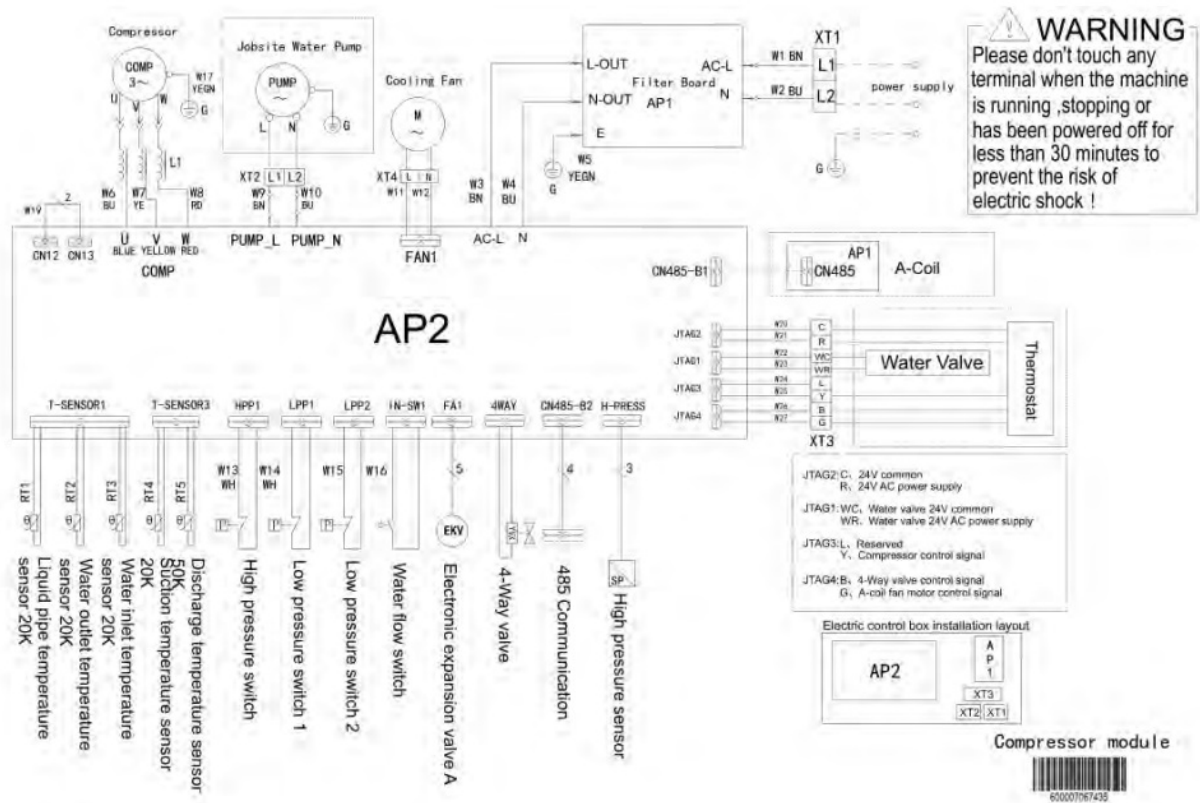 Compressor
COMP
3~
W17
YEGN
G
U V W
L1
W6
BU
W7
YE
W8
RD
2
W19
CN12 CN13
U V W
BLUE YELLOW RED
COMP
Jobsite Water Pump
PUMP
~
G
L N
XT2 L1 L2
W9
BN
W10
BU
PUMP_L PUMP_N
Cooling Fan
M
~
XT4 L N
W11 W12
FAN1
L-OUT
N-OUT
E
Filter Board
AP1
AC-L
N
W3
BN
W4
BU
AC-L N
W5
YEGN
G
XT1
W1 BN L1
W2 BU L2
power supply
G
WARNING
Please don't touch any
terminal when the machine
is running ,stopping or
has been powered off for
less than 30 minutes to
prevent the risk of
electric shock !
CN485-B1
AP1
CN485
A-Coil
AP2
JTAG2
JTAG1
JTAG3
JTAG4
W20 C
W21 R
W22 WC
W23 WR
W24 L
W25 Y
W26 B
W27 G
XT3
Water Valve
Thermostat
T-SENSOR1 T-SENSOR3 HPP1 LPP1 LPP2 IN-SW1 FA1 4WAY CN485-B2 H-PRESS
RT1
RT2
RT3
RT4
RT5
θ θ θ θ θ
W13
WH
W14
WH
W15
W16
5
4
3
P P P
EKV
YV1
SP
Liquid pipe temperature
sensor 20K
Water outlet temperature
sensor 20K
Water inlet temperature
sensor 20K
Suction temperature sensor
20K
Discharge temperature sensor
50K
High pressure switch
Low pressure switch 1
Low pressure switch 2
Water flow switch
Electronic expansion valve A
4-Way valve
485 Communication
High pressure sensor
JTAG2: C、24V common
R、24V AC power supply
JTAG1: WC、Water valve 24V common
WR、Water valve 24V AC power supply
JTAG3: L、Reserved
Y、Compressor control signal
JTAG4: B、4-Way valve control signal
G、A-coil fan motor control signal
Electric control box installation layout
AP2
AP1
XT3
XT2 XT1
Compressor module
600007067435